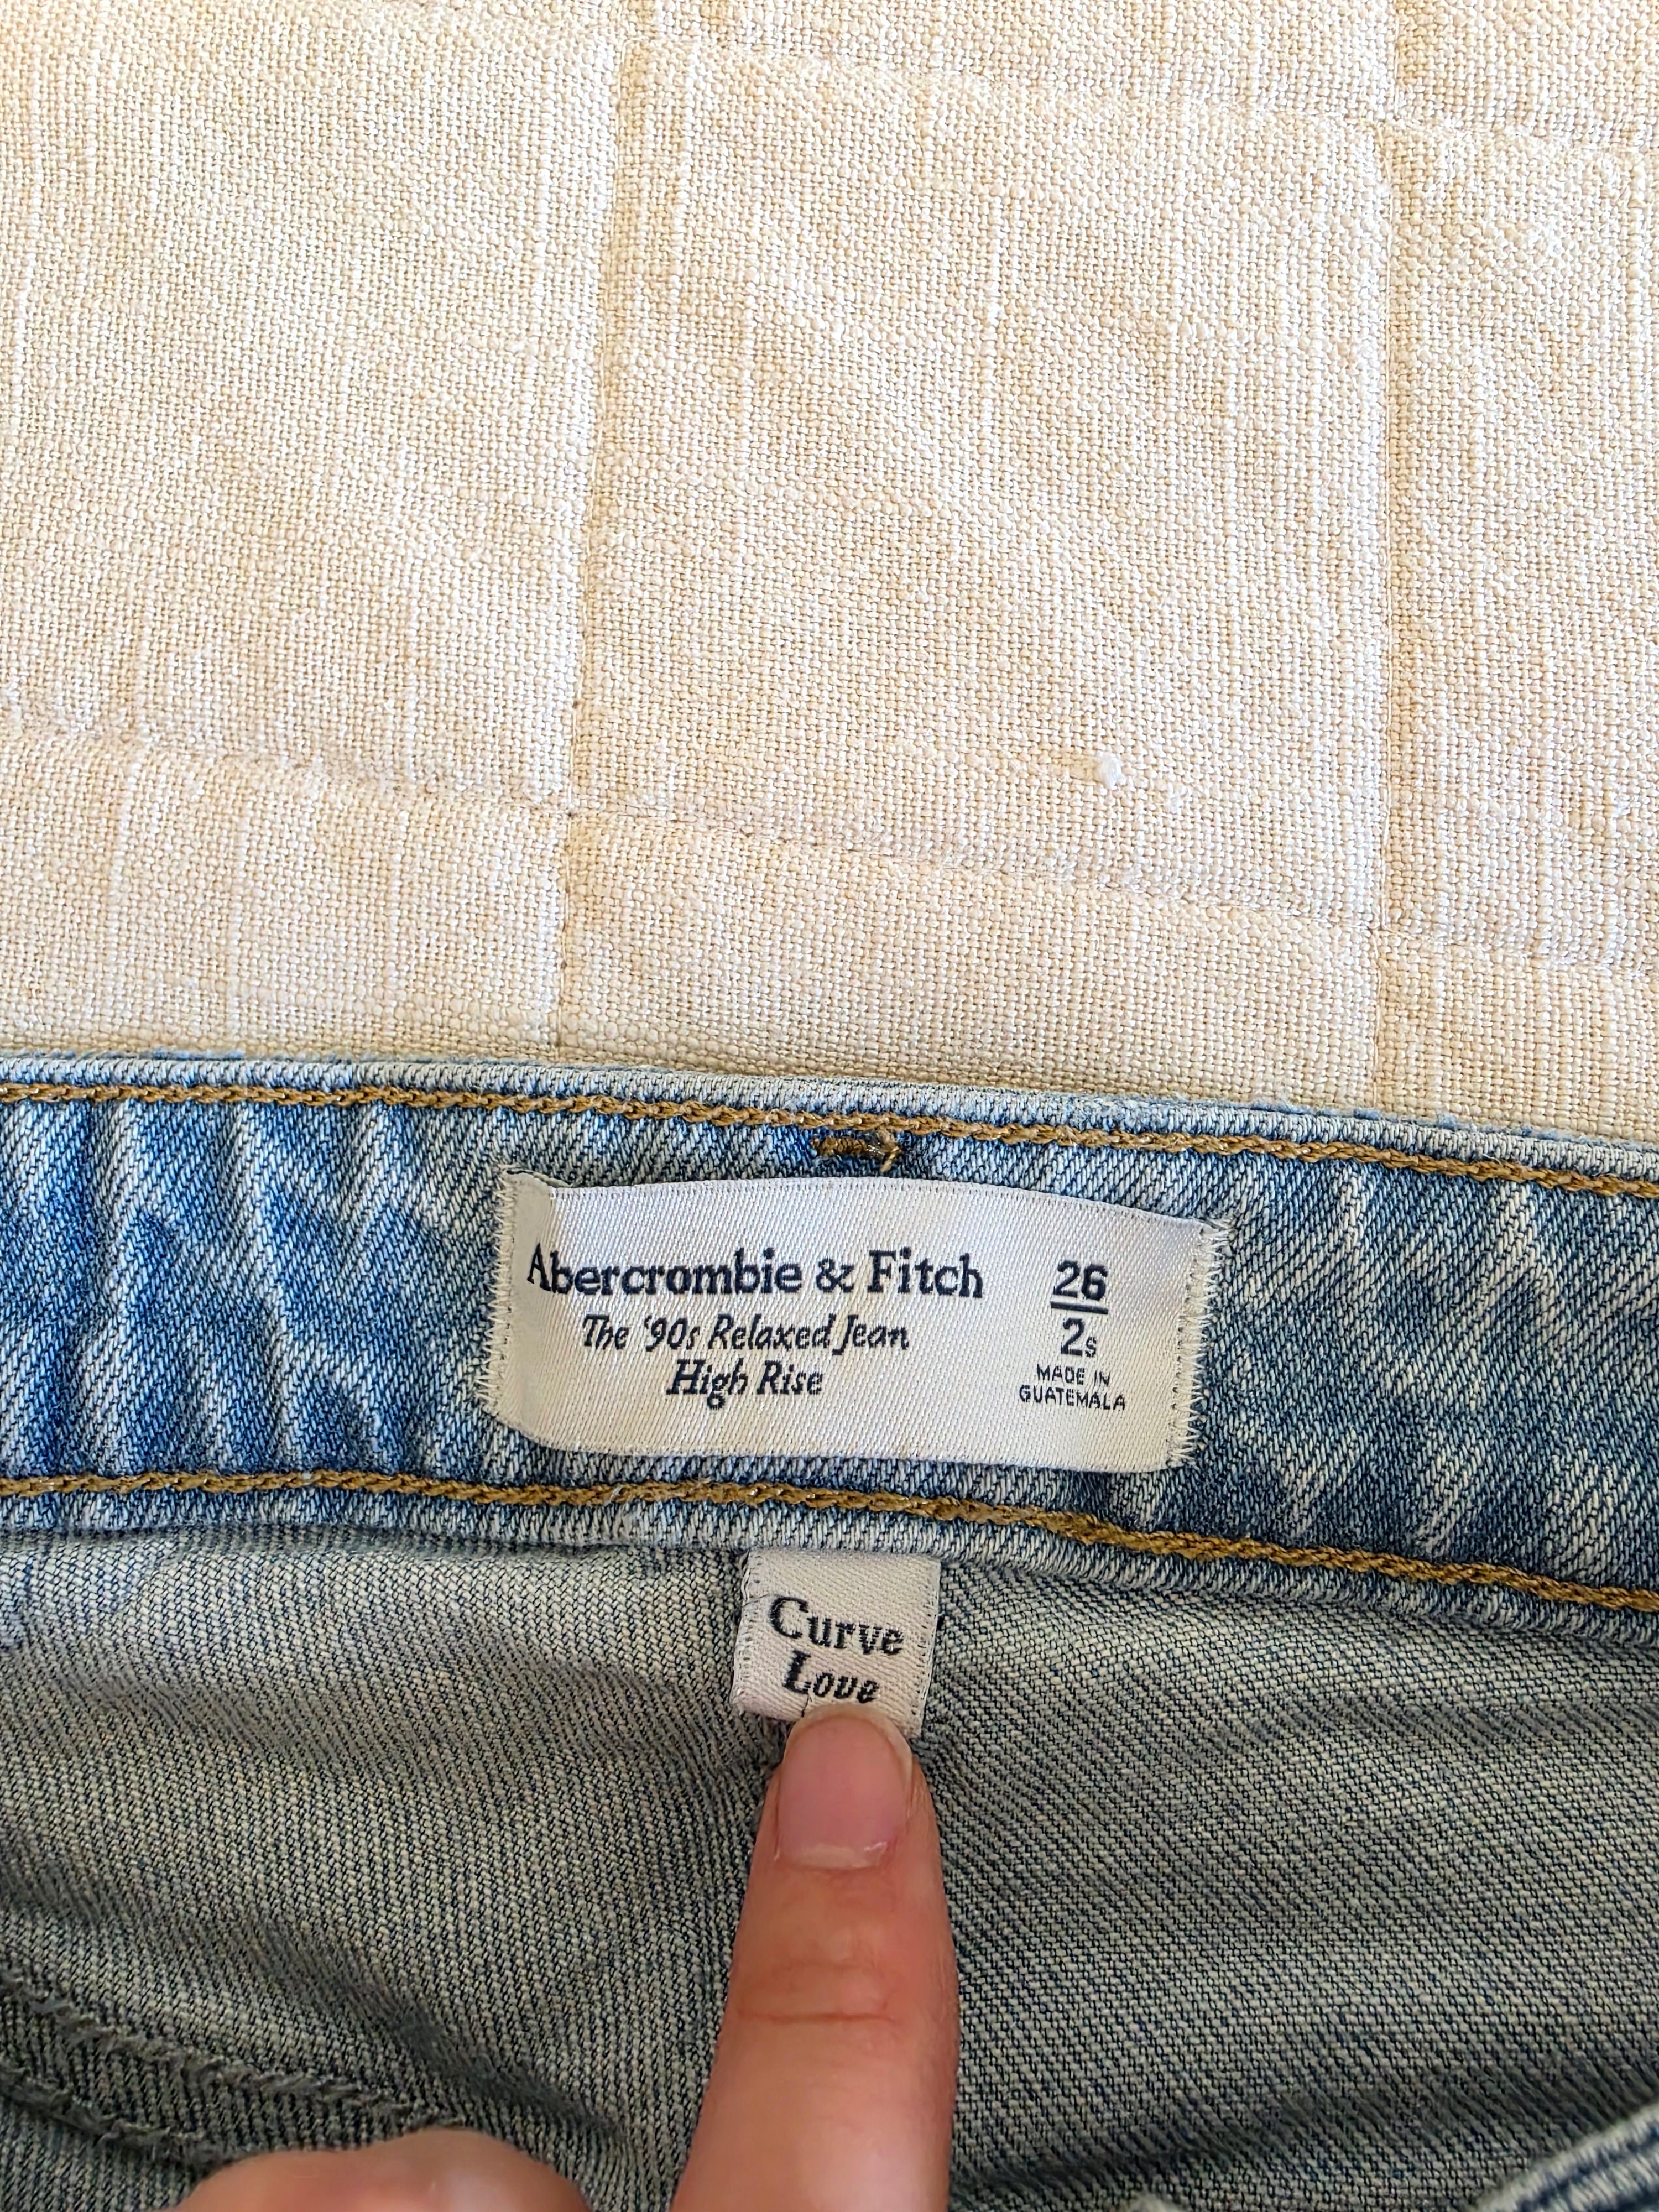 Abercrombie & Fitch
The '90s Relaxed Jean
High Rise
26
2s
MADE IN
GUATEMALA
Curve
Love